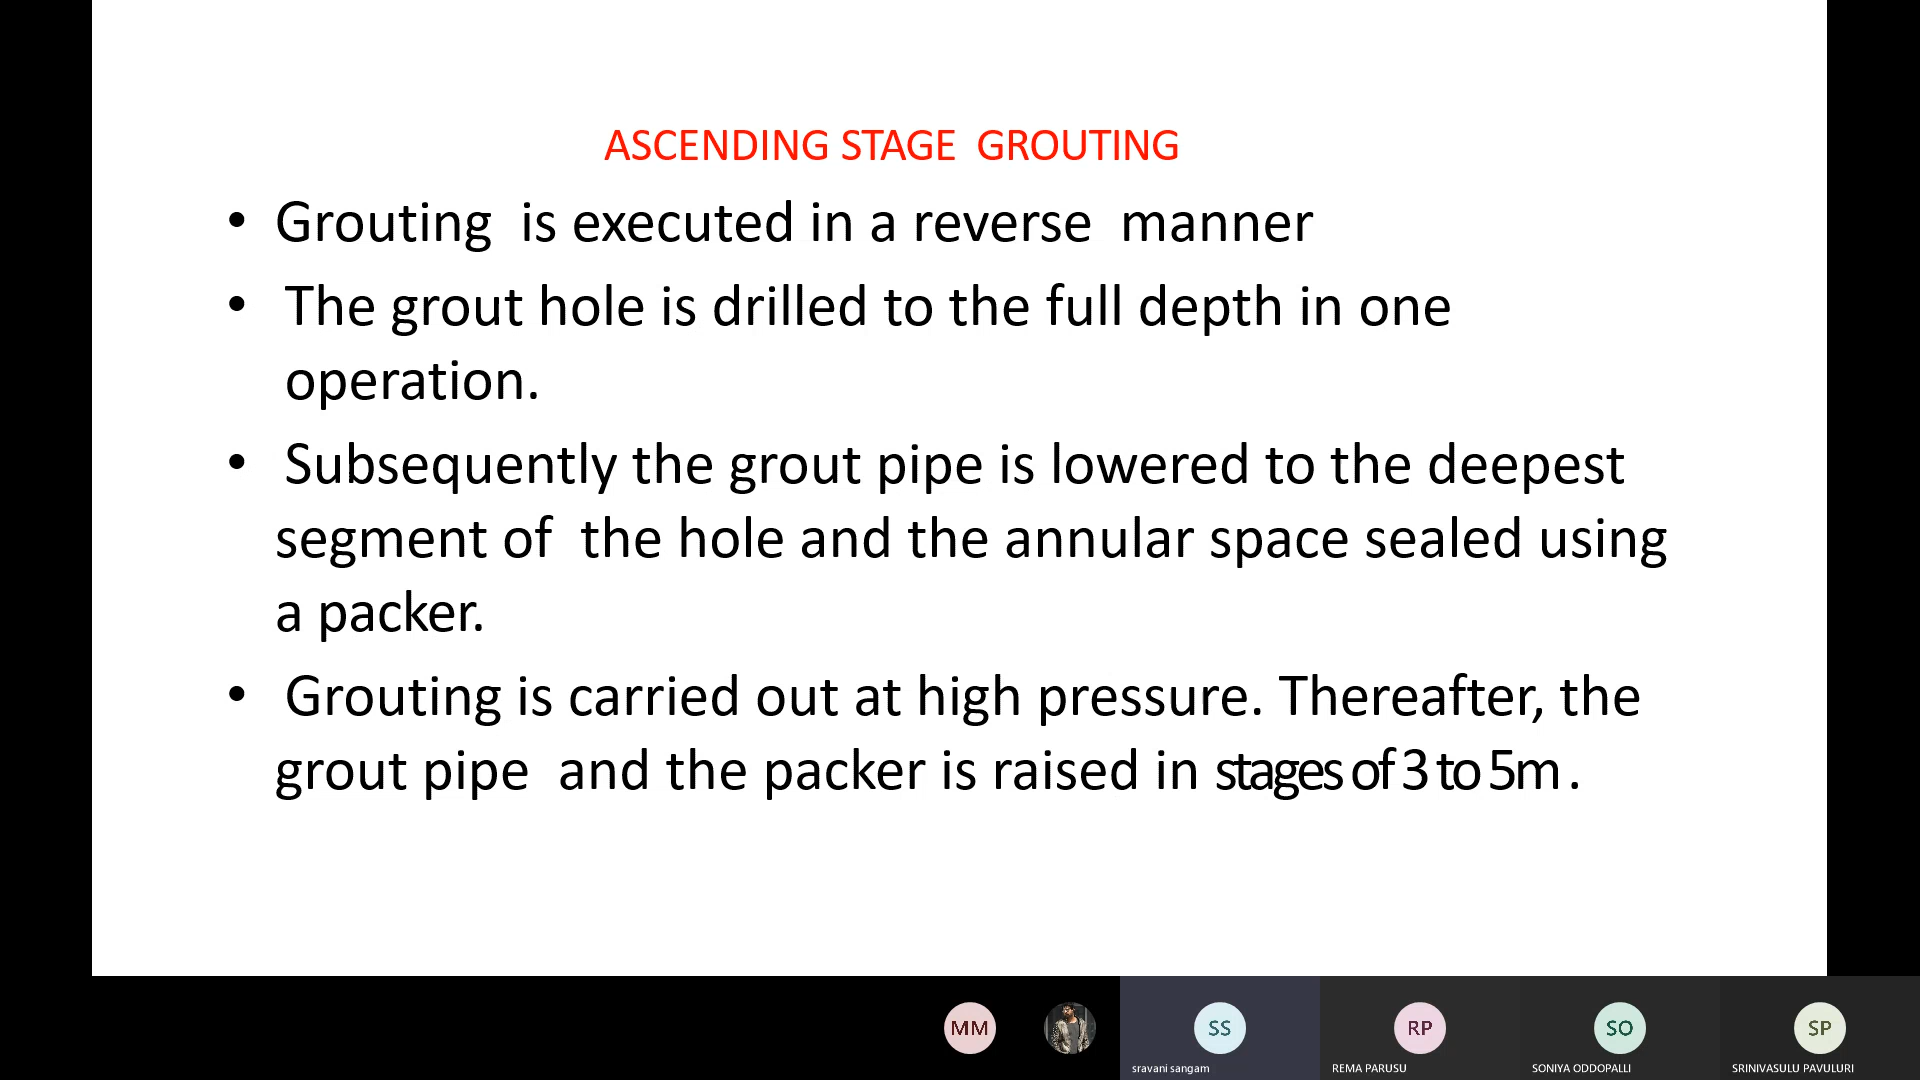 ASCENDING STAGE GROUTING
• Grouting is executed in a reverse manner
• The grout hole is drilled to the full depth in one
operation.
• Subsequently the grout pipe is lowered to the deepest
segment of the hole and the annular space sealed using
a packer.
• Grouting is carried out at high pressure. Thereafter, the
grout pipe and the packer is raised in stages of 3 to 5m .
MM
SS
RP
SO
SP
sravani sangam
REMA PARUSU
SONIYA ODDOPALLI
SRINIVASULU PAVULURI